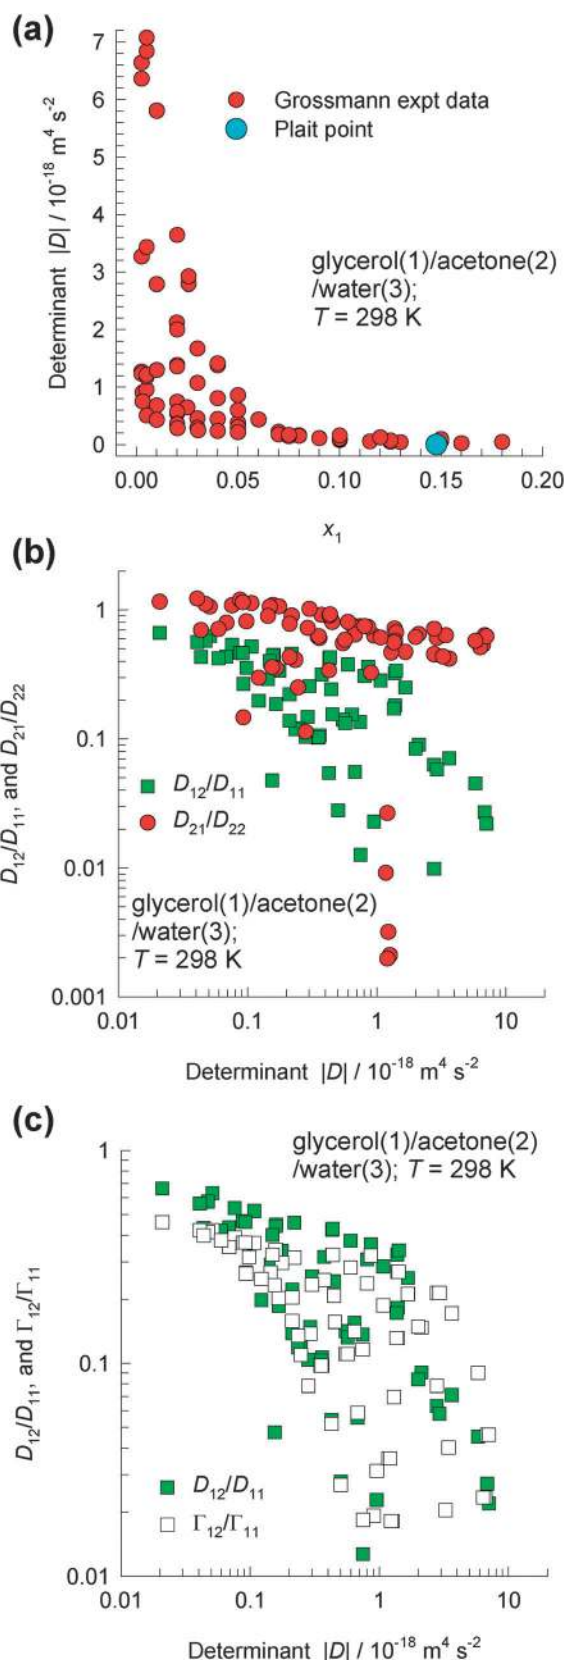 (a)
7
6
5
4
3
2
1
0
Determinant |D| / 10⁻¹⁸ m⁴ s⁻²
Grossmann expt data
Plait point
glycerol(1)/acetone(2)
/water(3);
T = 298 K
0.00 0.05 0.10 0.15 0.20
x₁
(b)
1
0.1
0.01
0.001
D₁₂/D₁₁, and D₂₁/D₂₂
D₁₂/D₁₁
D₂₁/D₂₂
glycerol(1)/acetone(2)
/water(3);
T = 298 K
0.01 0.1 1 10
Determinant |D| / 10⁻¹⁸ m⁴ s⁻²
(c)
glycerol(1)/acetone(2)
/water(3); T = 298 K
1
0.1
0.01
D₁₂/D₁₁, and Γ₁₂/Γ₁₁
D₁₂/D₁₁
Γ₁₂/Γ₁₁
0.01 0.1 1 10
Determinant |D| / 10⁻¹⁸ m⁴ s⁻²